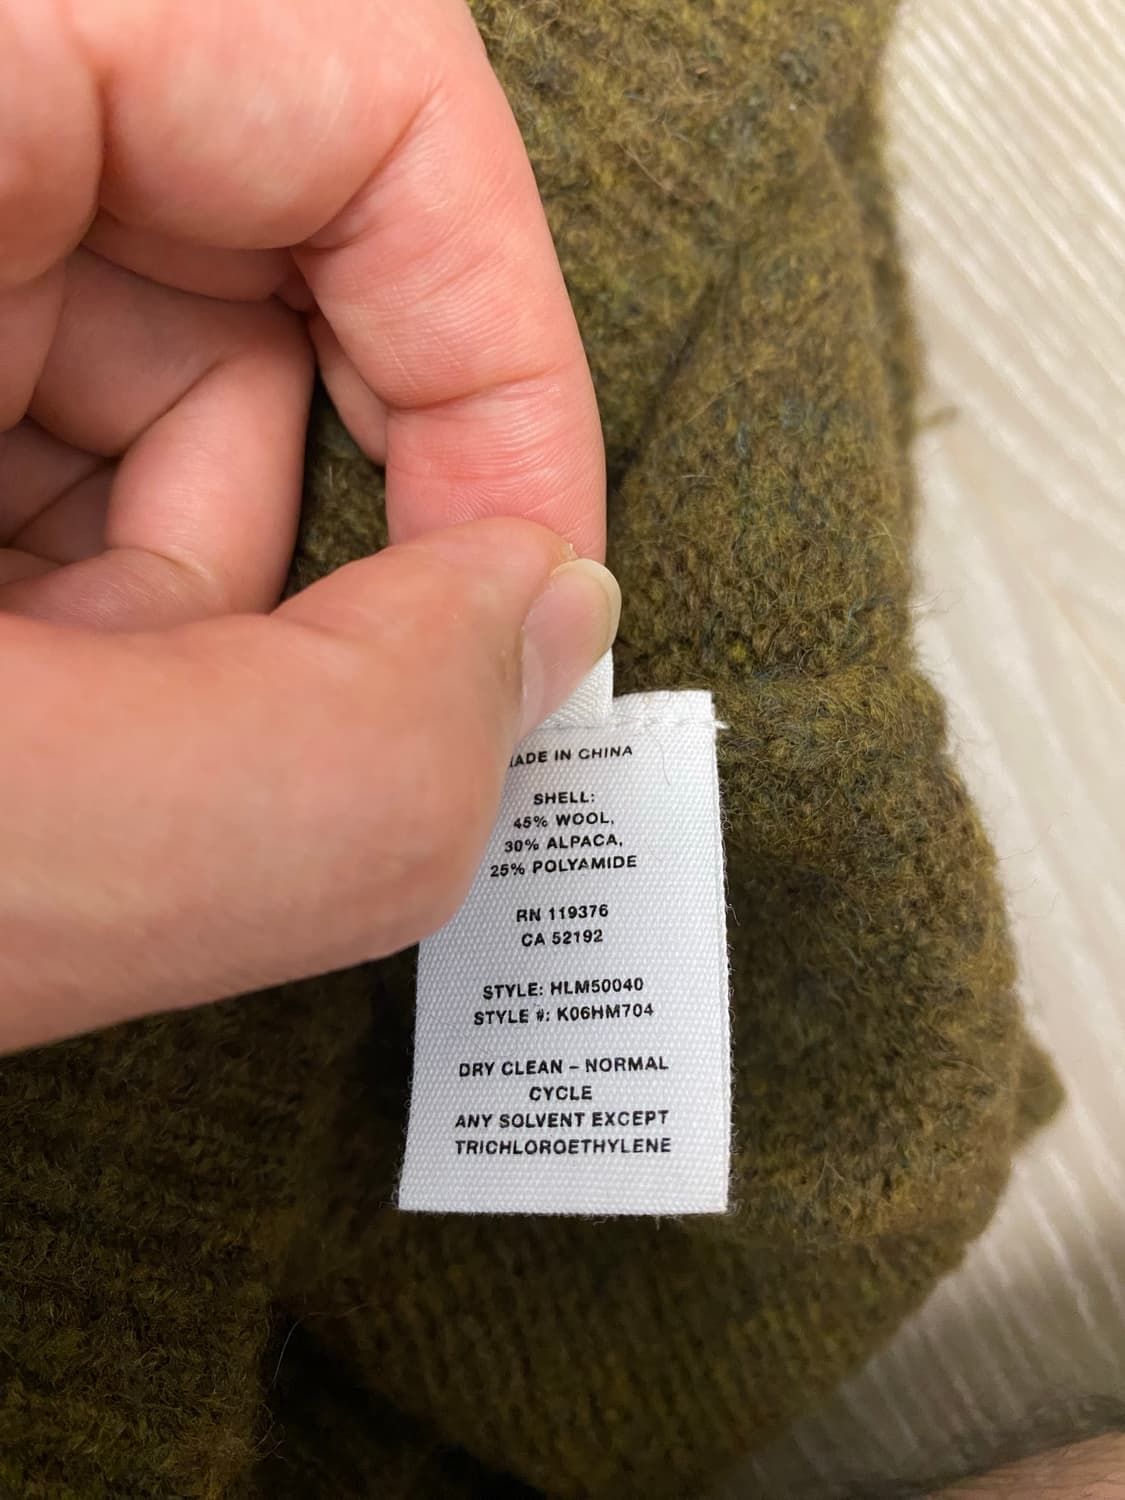 MADE IN CHINA
SHELL:
45% WOOL,
30% ALPACA,
25% POLYAMIDE
RN 119376
CA 52192
STYLE: HLM50040
STYLE #: K06HM704
DRY CLEAN – NORMAL
CYCLE
ANY SOLVENT EXCEPT
TRICHLOROETHYLENE